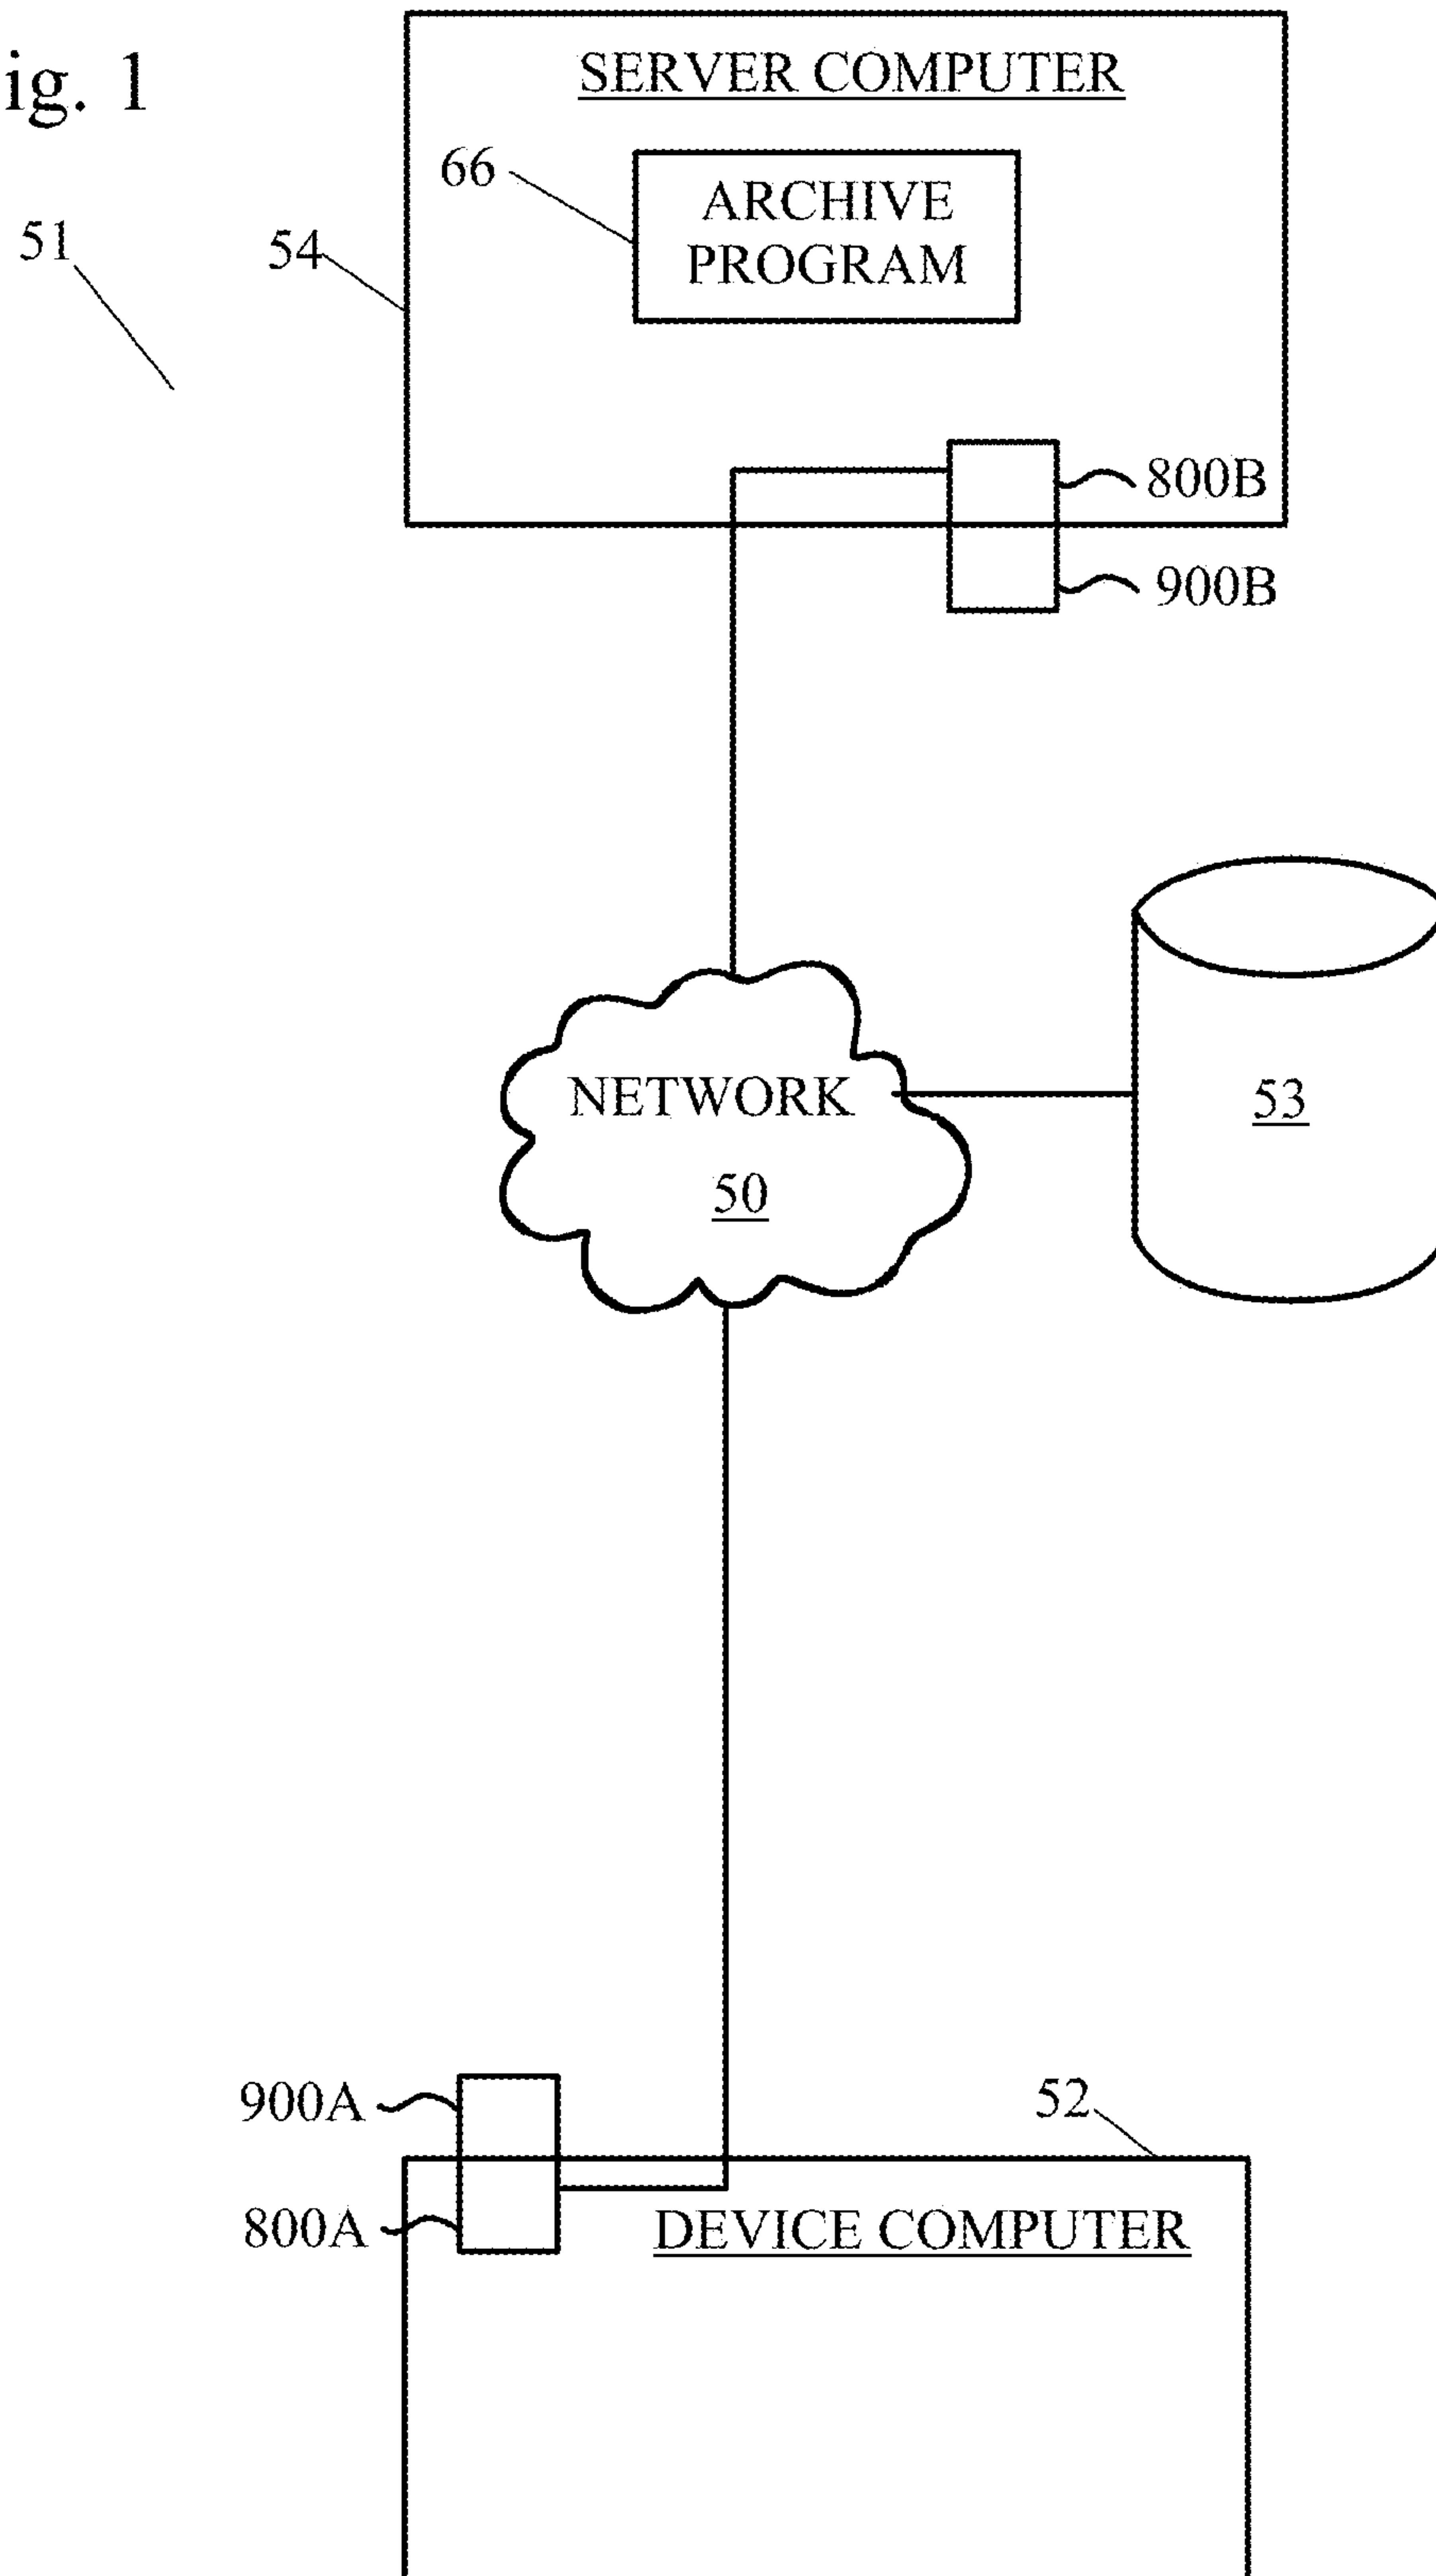 ig. 1
SERVER COMPUTER
66
ARCHIVE
PROGRAM
51
54
800B
900B
NETWORK
50
53
900A
52
800A
DEVICE COMPUTER